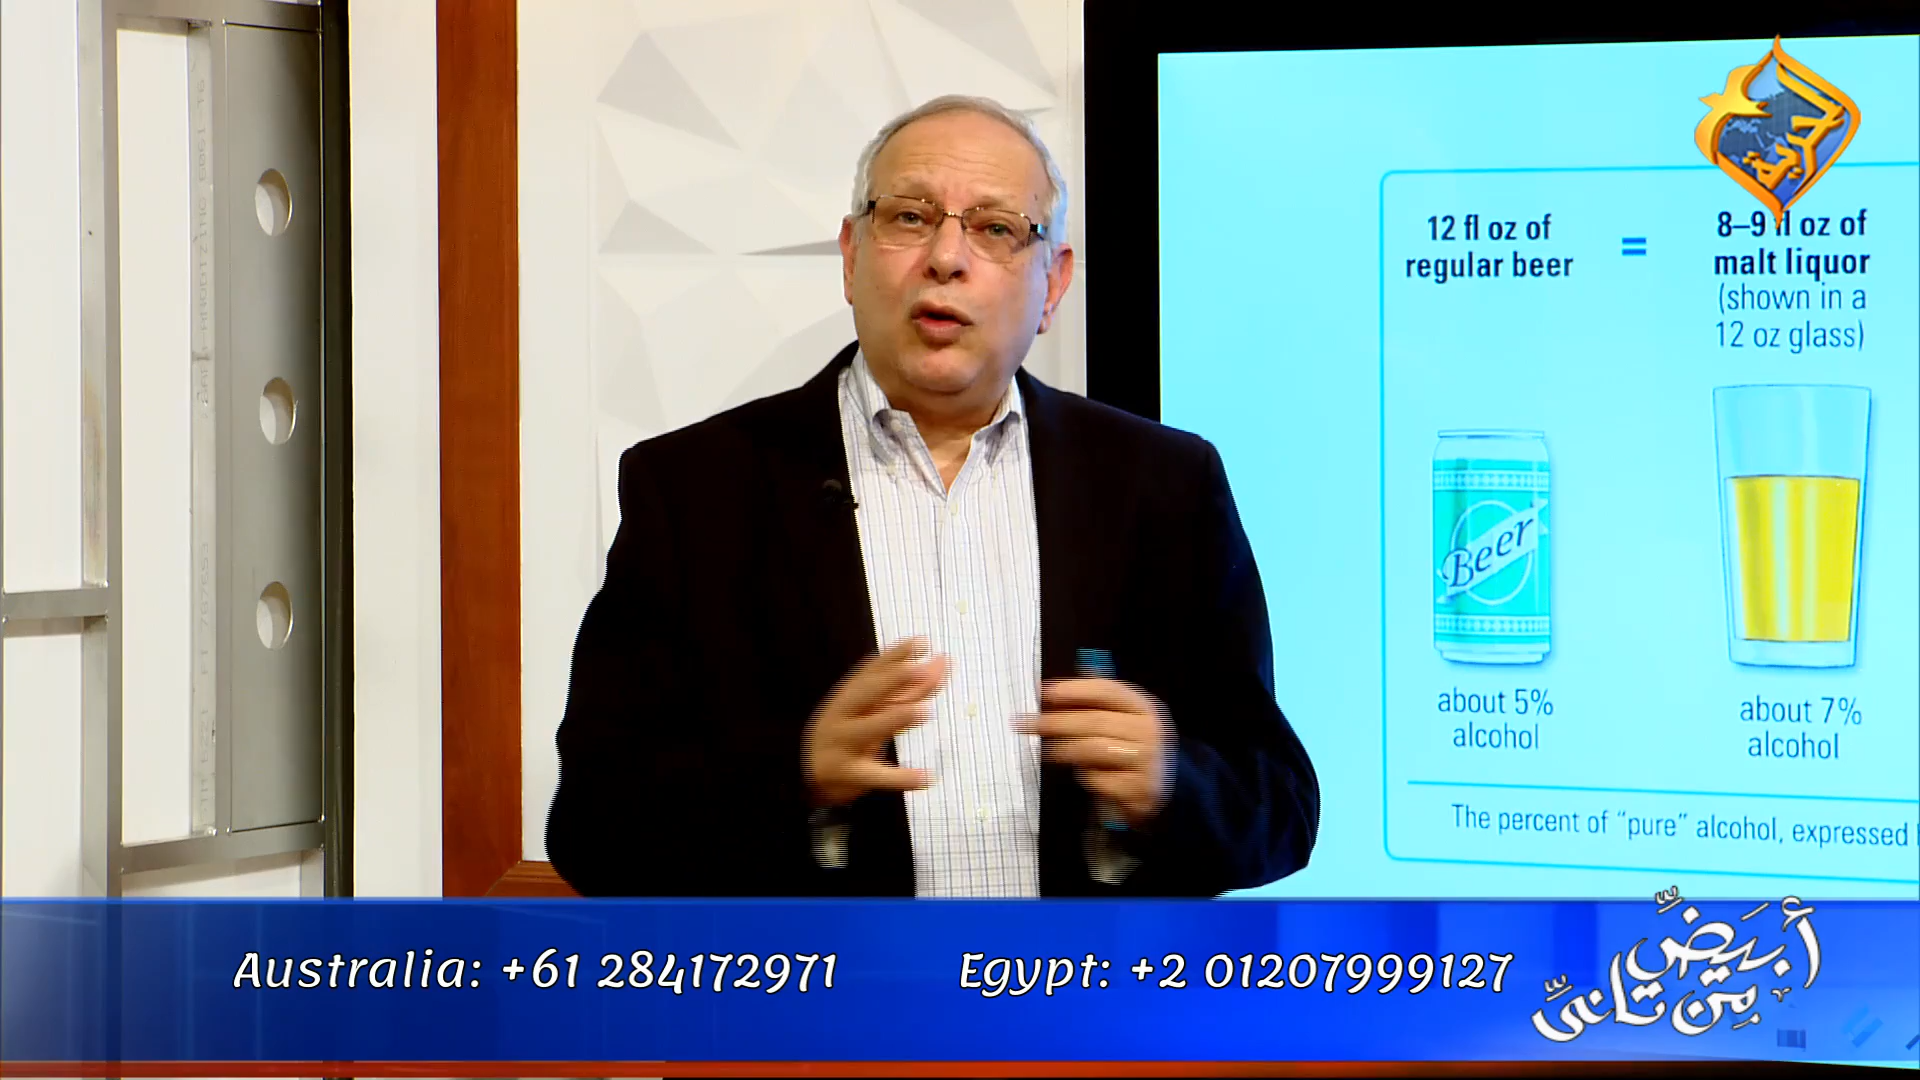 الحرية
12 fl oz of
regular beer
=
8–9 fl oz of
malt liquor
(shown in a
12 oz glass)
Beer
about 5%
alcohol
about 7%
alcohol
The percent of “pure” alcohol, expressed
Australia: +61 284172971
Egypt: +2 01207999127
أبيَضّ
مِن تانىّ